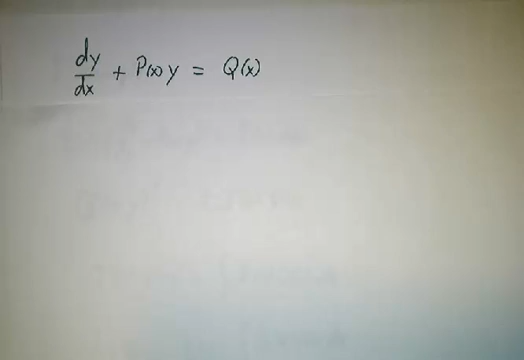 dy/dx + P(x) y = Q(x)